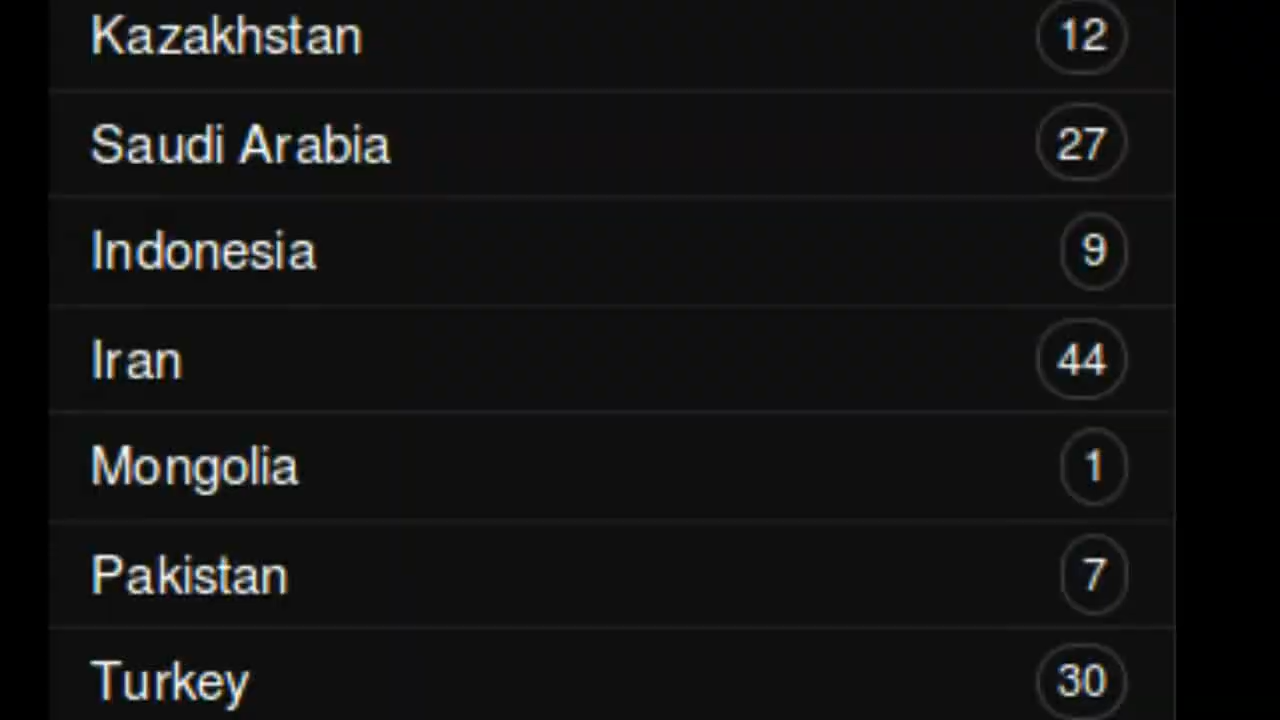 Kazakhstan 12
Saudi Arabia 27
Indonesia 9
Iran 44
Mongolia 1
Pakistan 7
Turkey 30